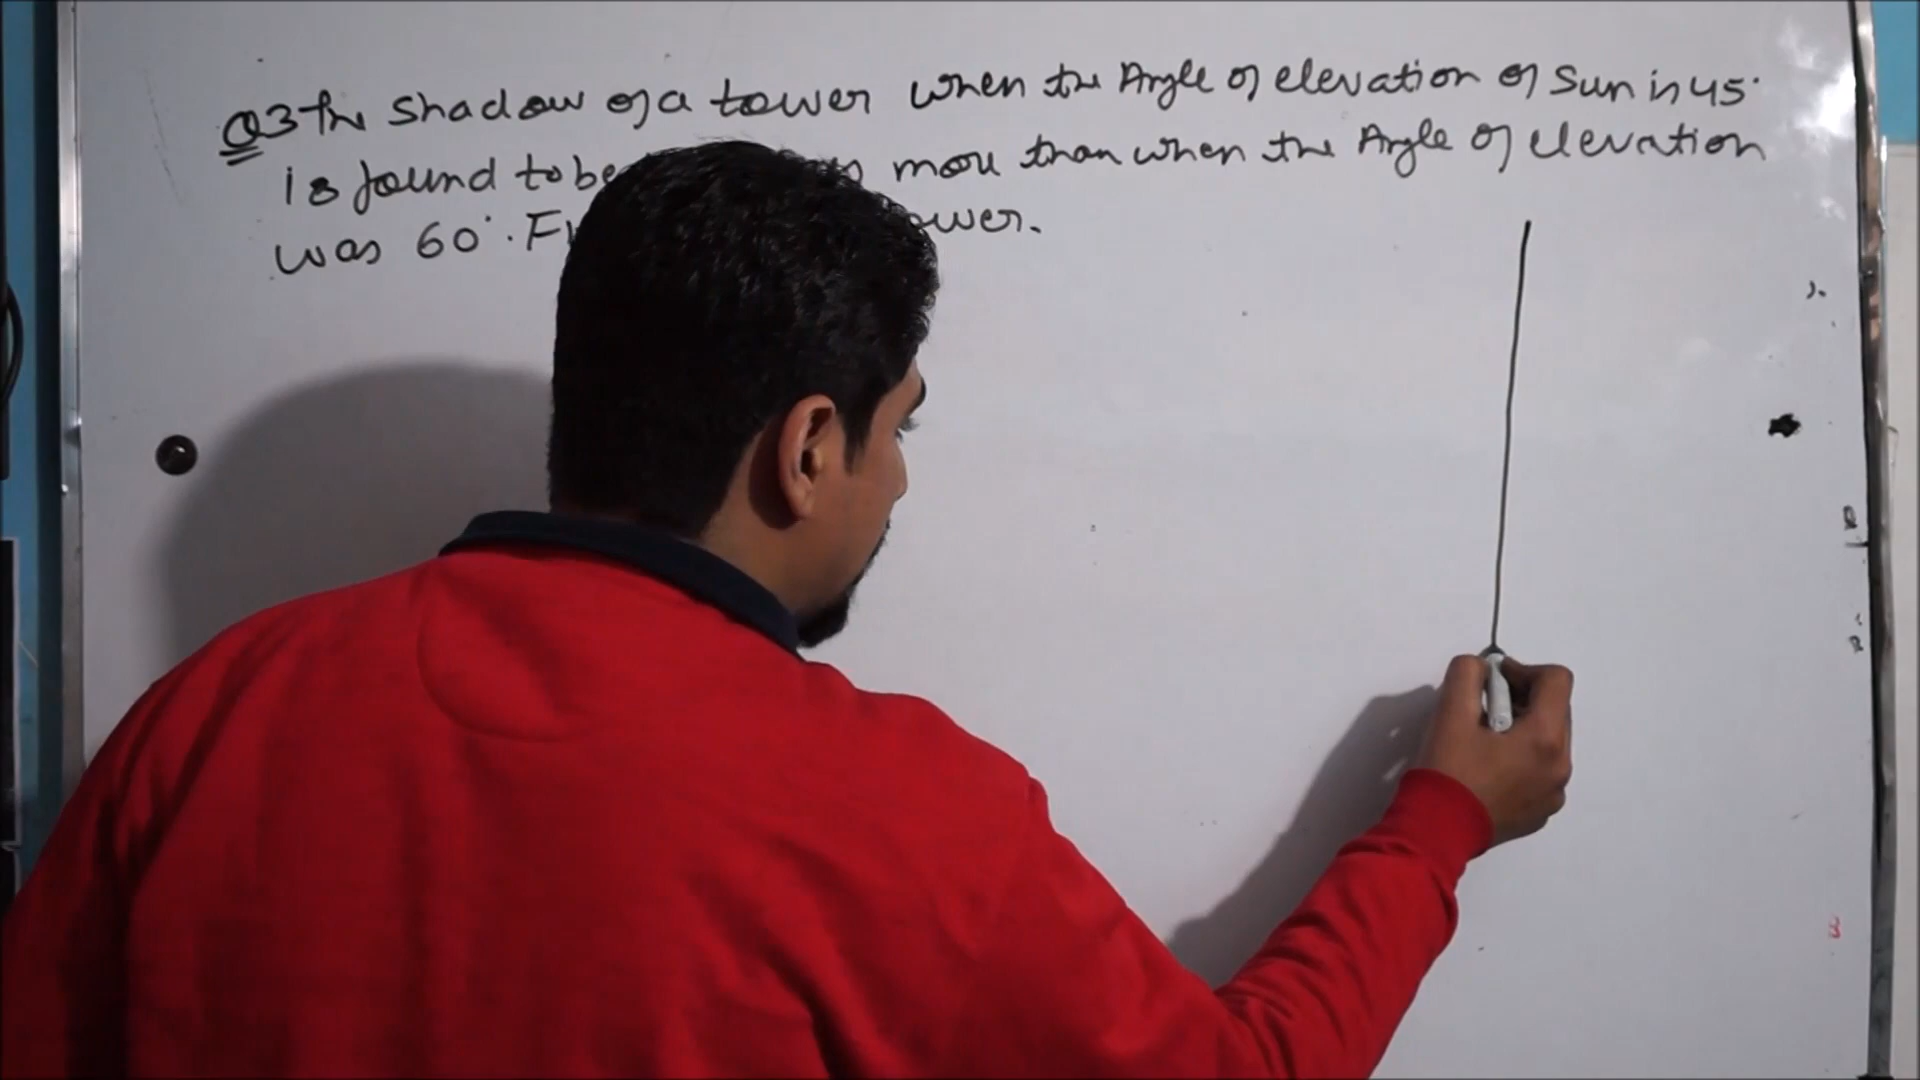 Q3 The Shadow of a tower when the Angle of elevation of Sun is 45°
is found to be more than when the Angle of elevation
was 60°. ower.